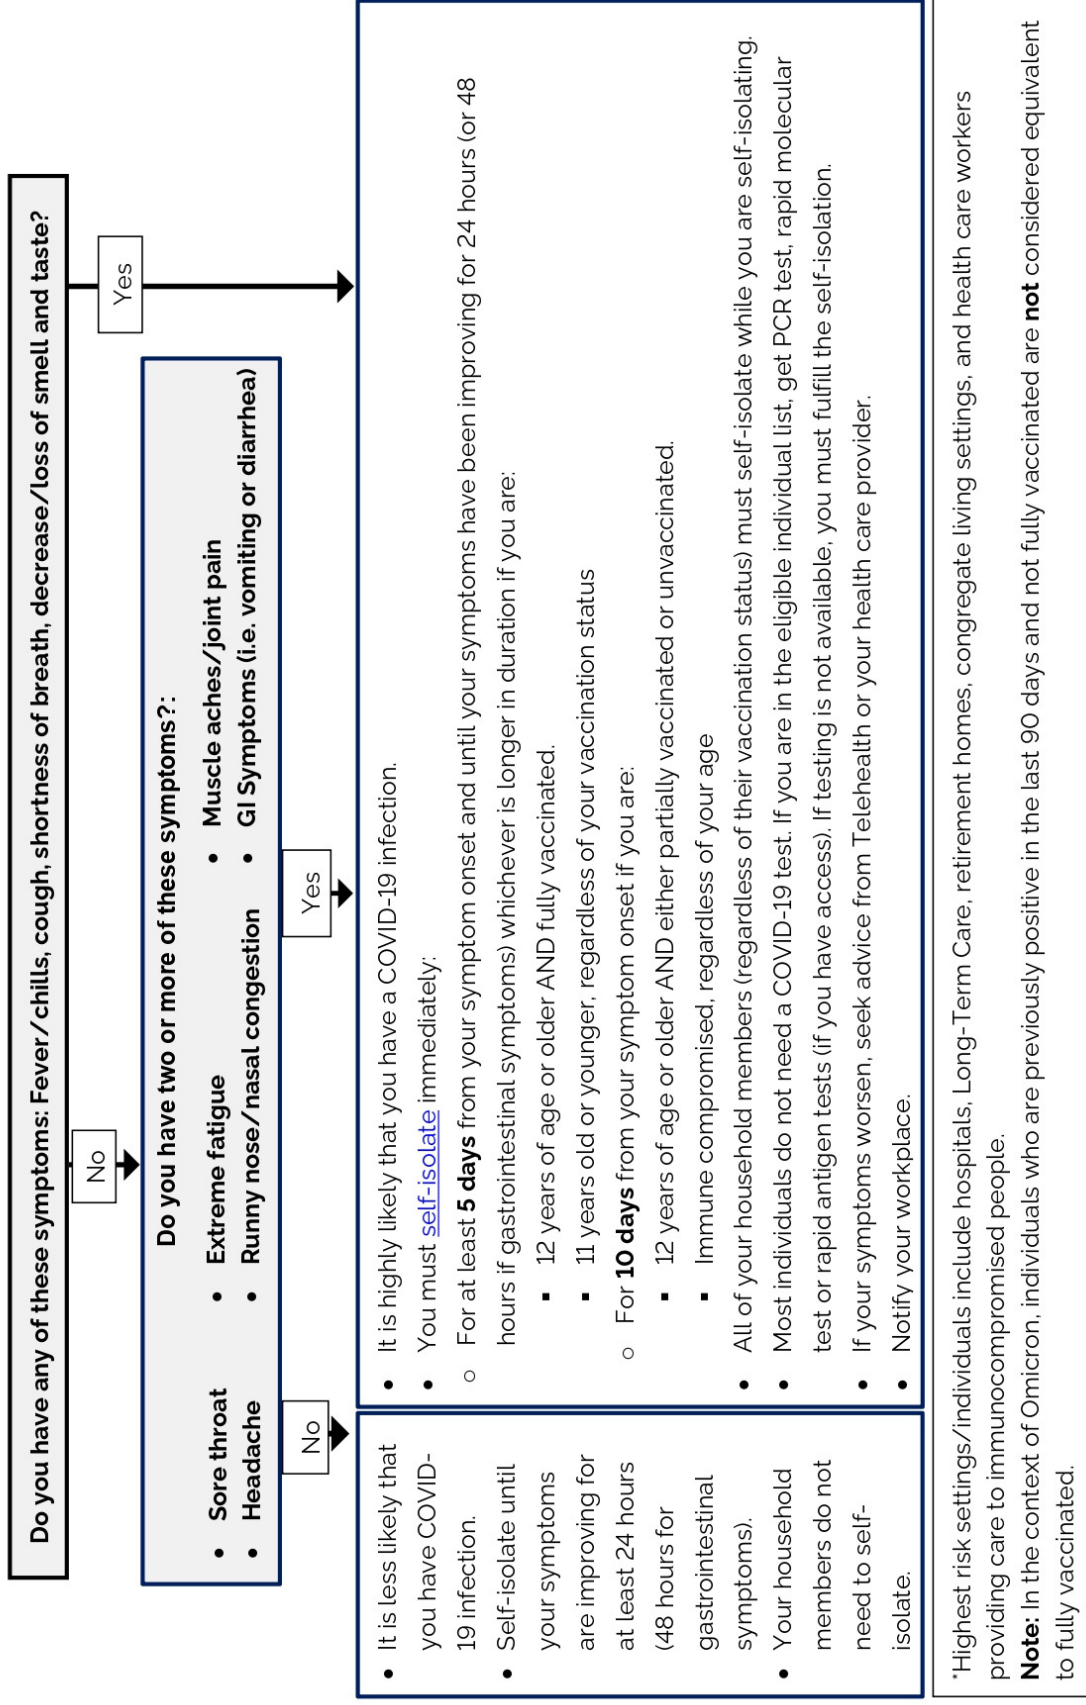 Do you have any of these symptoms: Fever/chills, cough, shortness of breath, decrease/loss of smell and taste?
No
Yes
Do you have two or more of these symptoms?:
• Sore throat
• Headache
• Extreme fatigue
• Runny nose/nasal congestion
• Muscle aches/joint pain
• GI Symptoms (i.e. vomiting or diarrhea)
No
Yes
• It is less likely that
you have COVID-
19 infection.
• Self-isolate until
your symptoms
are improving for
at least 24 hours
(48 hours for
gastrointestinal
symptoms).
• Your household
members do not
need to self-
isolate.
• It is highly likely that you have a COVID-19 infection.
• You must self-isolate immediately:
○ For at least 5 days from your symptom onset and until your symptoms have been improving for 24 hours (or 48
hours if gastrointestinal symptoms) whichever is longer in duration if you are:
▪ 12 years of age or older AND fully vaccinated.
▪ 11 years old or younger, regardless of your vaccination status
○ For 10 days from your symptom onset if you are:
▪ 12 years of age or older AND either partially vaccinated or unvaccinated.
▪ Immune compromised, regardless of your age
• All of your household members (regardless of their vaccination status) must self-isolate while you are self-isolating.
• Most individuals do not need a COVID-19 test. If you are in the eligible individual list, get PCR test, rapid molecular
test or rapid antigen tests (if you have access). If testing is not available, you must fulfill the self-isolation.
• If your symptoms worsen, seek advice from Telehealth or your health care provider.
• Notify your workplace.
*Highest risk settings/individuals include hospitals, Long-Term Care, retirement homes, congregate living settings, and health care workers
providing care to immunocompromised people.
Note: In the context of Omicron, individuals who are previously positive in the last 90 days and not fully vaccinated are not considered equivalent
to fully vaccinated.